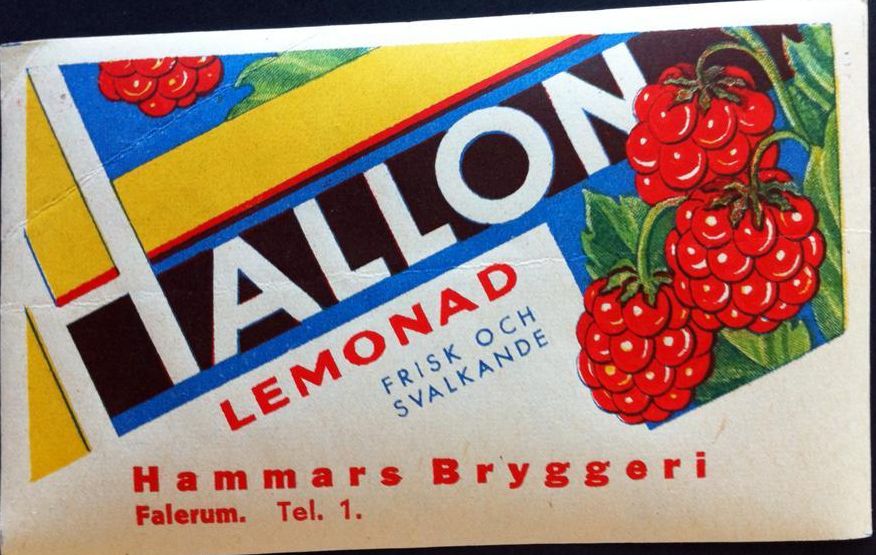 HALLON
LEMONAD
FRISK OCH
SVALKANDE
Hammars Bryggeri
Falerum. Tel. 1.